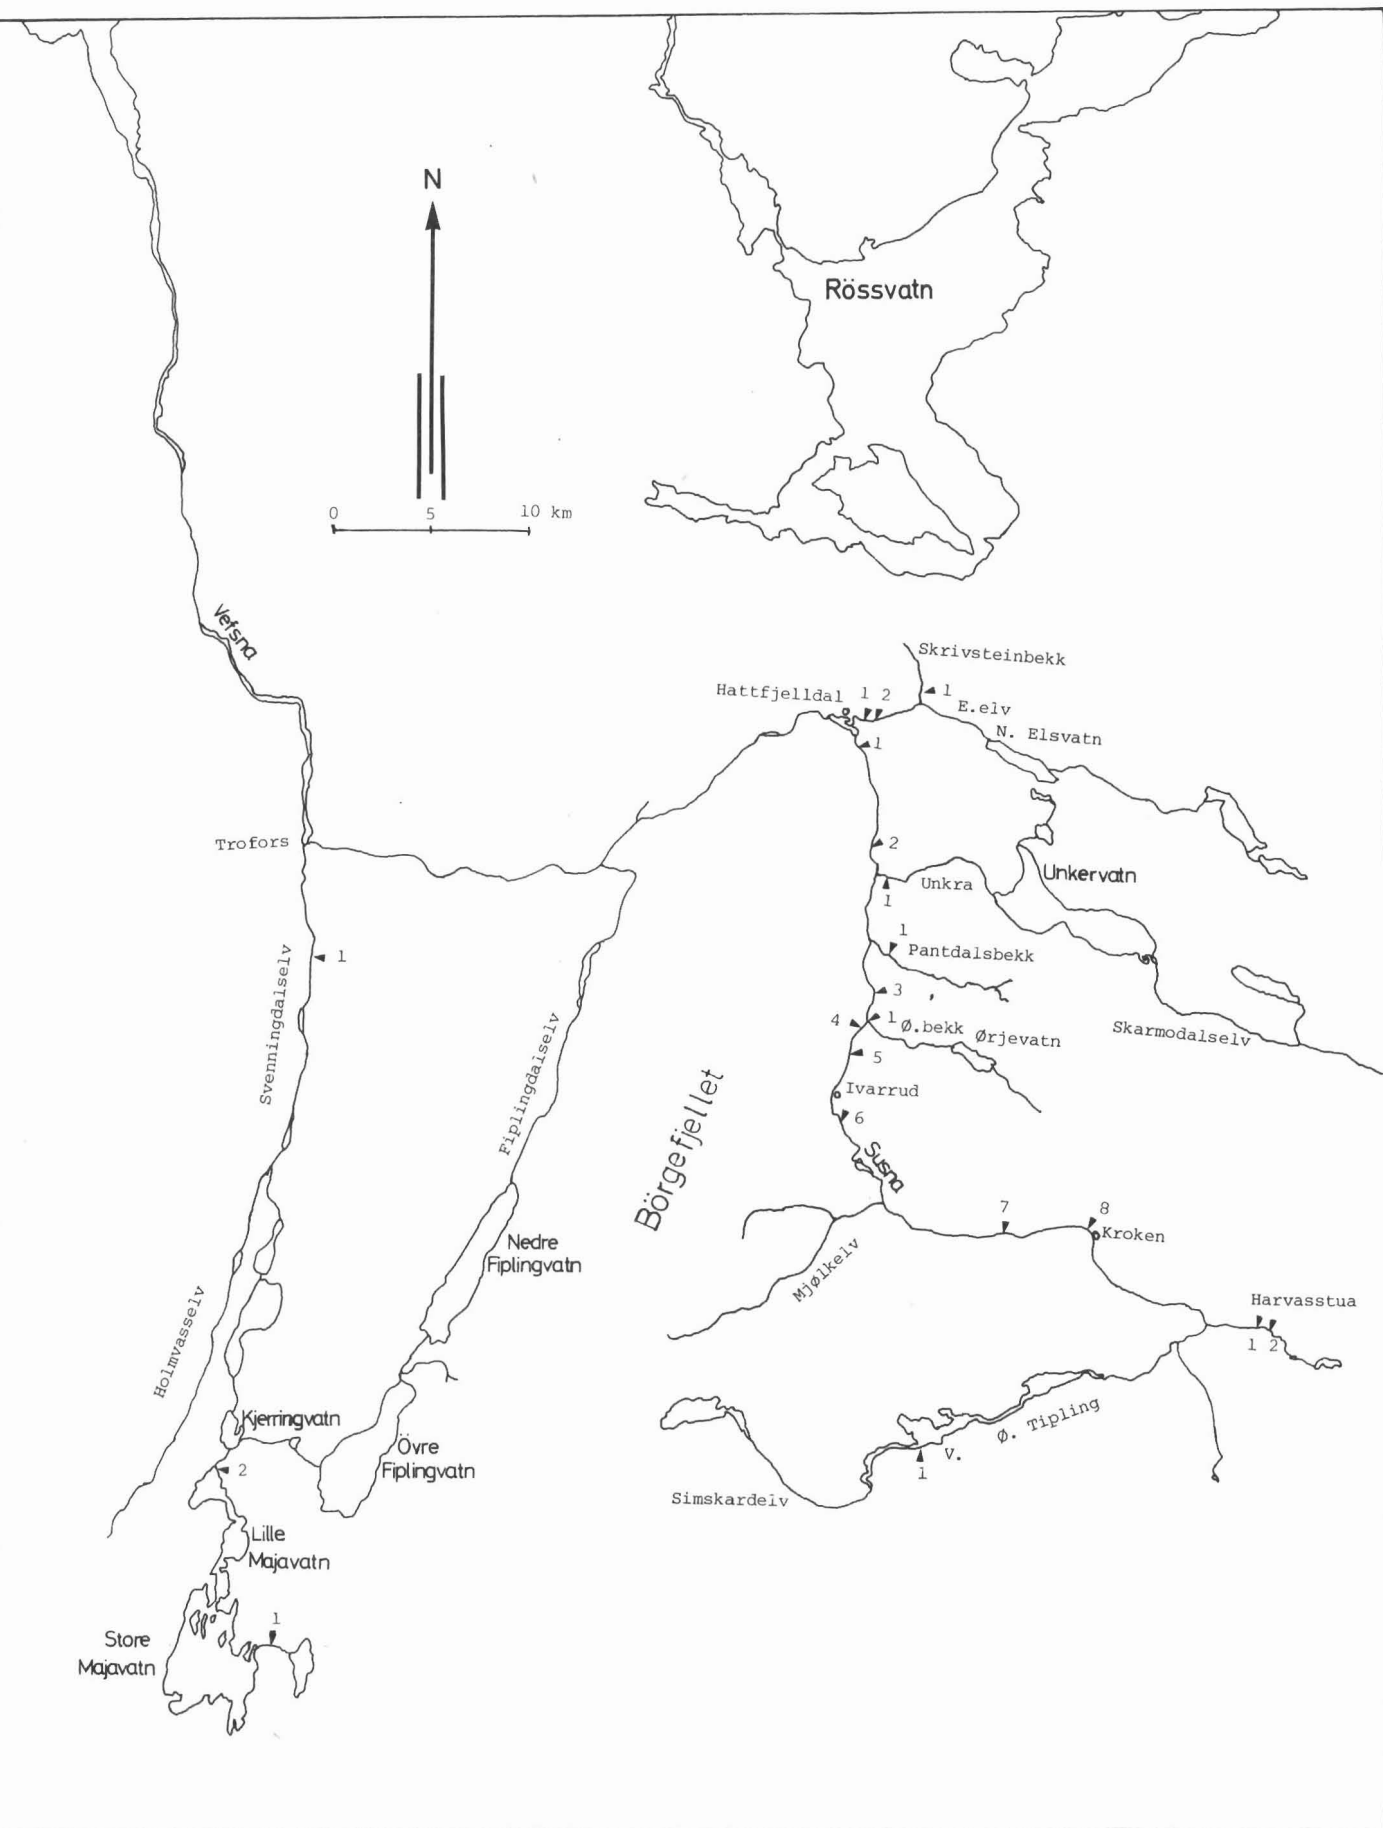 N
Rössvatn
0 5 10 km
Vefsna
Skrivsteinbekk
Hattfjelldal 1 2
1
E.elv
N. Elsvatn
1
Trofors
2
Unkervatn
Unkra
1
1
Pantdalsbekk
1
Svenningdalselv
3
4
1
Ø.bekk
Ørjevatn
Skarmodalselv
5
Fiplingdalselv
Ivarrud
6
Börgefjellet
Susna
7
8
Kroken
Nedre
Fiplingvatn
Mjølkelv
Harvasstua
1 2
Holmvasselv
Kjerringvatn
Ø. Tipling
V.
1
Övre
Fiplingvatn
2
Simskardelv
Lille
Majavatn
1
Store
Majavatn